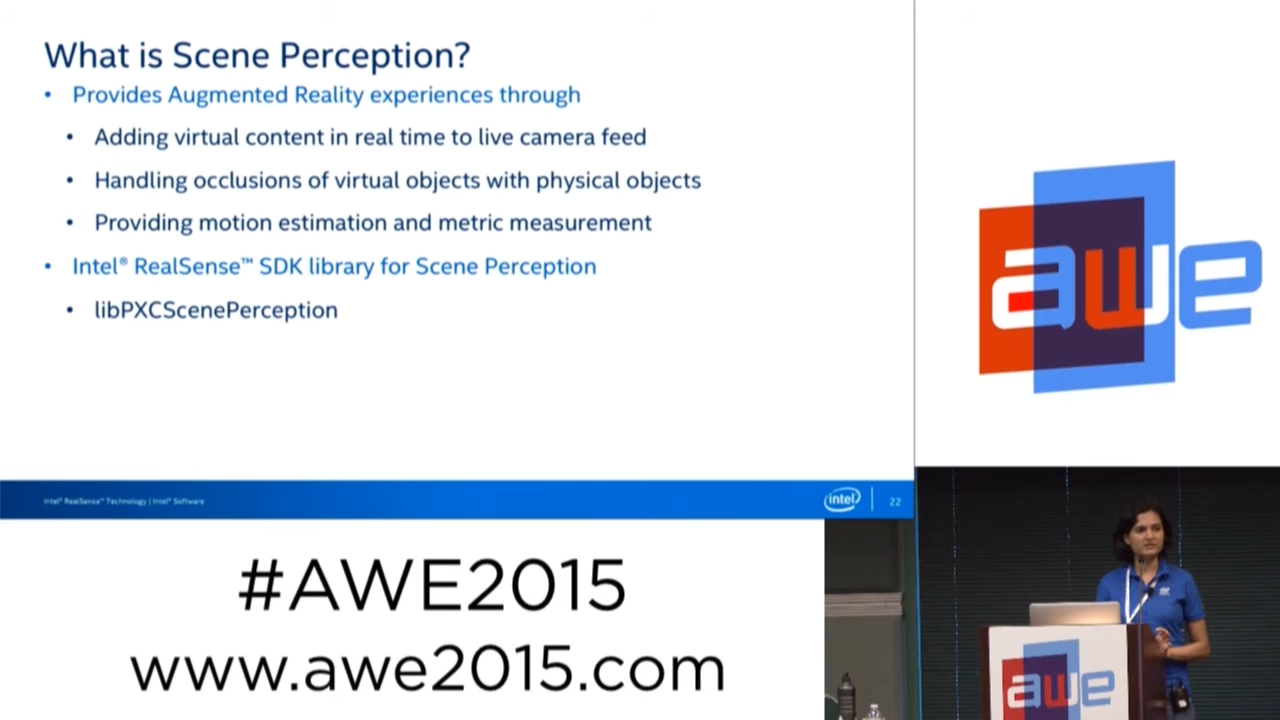 What is Scene Perception?
• Provides Augmented Reality experiences through
• Adding virtual content in real time to live camera feed
• Handling occlusions of virtual objects with physical objects
• Providing motion estimation and metric measurement
• Intel® RealSense™ SDK library for Scene Perception
• libPXCScenePerception
Intel® RealSense™ Technology | Intel® Software
intel
22
awe
#AWE2015
www.awe2015.com
awe